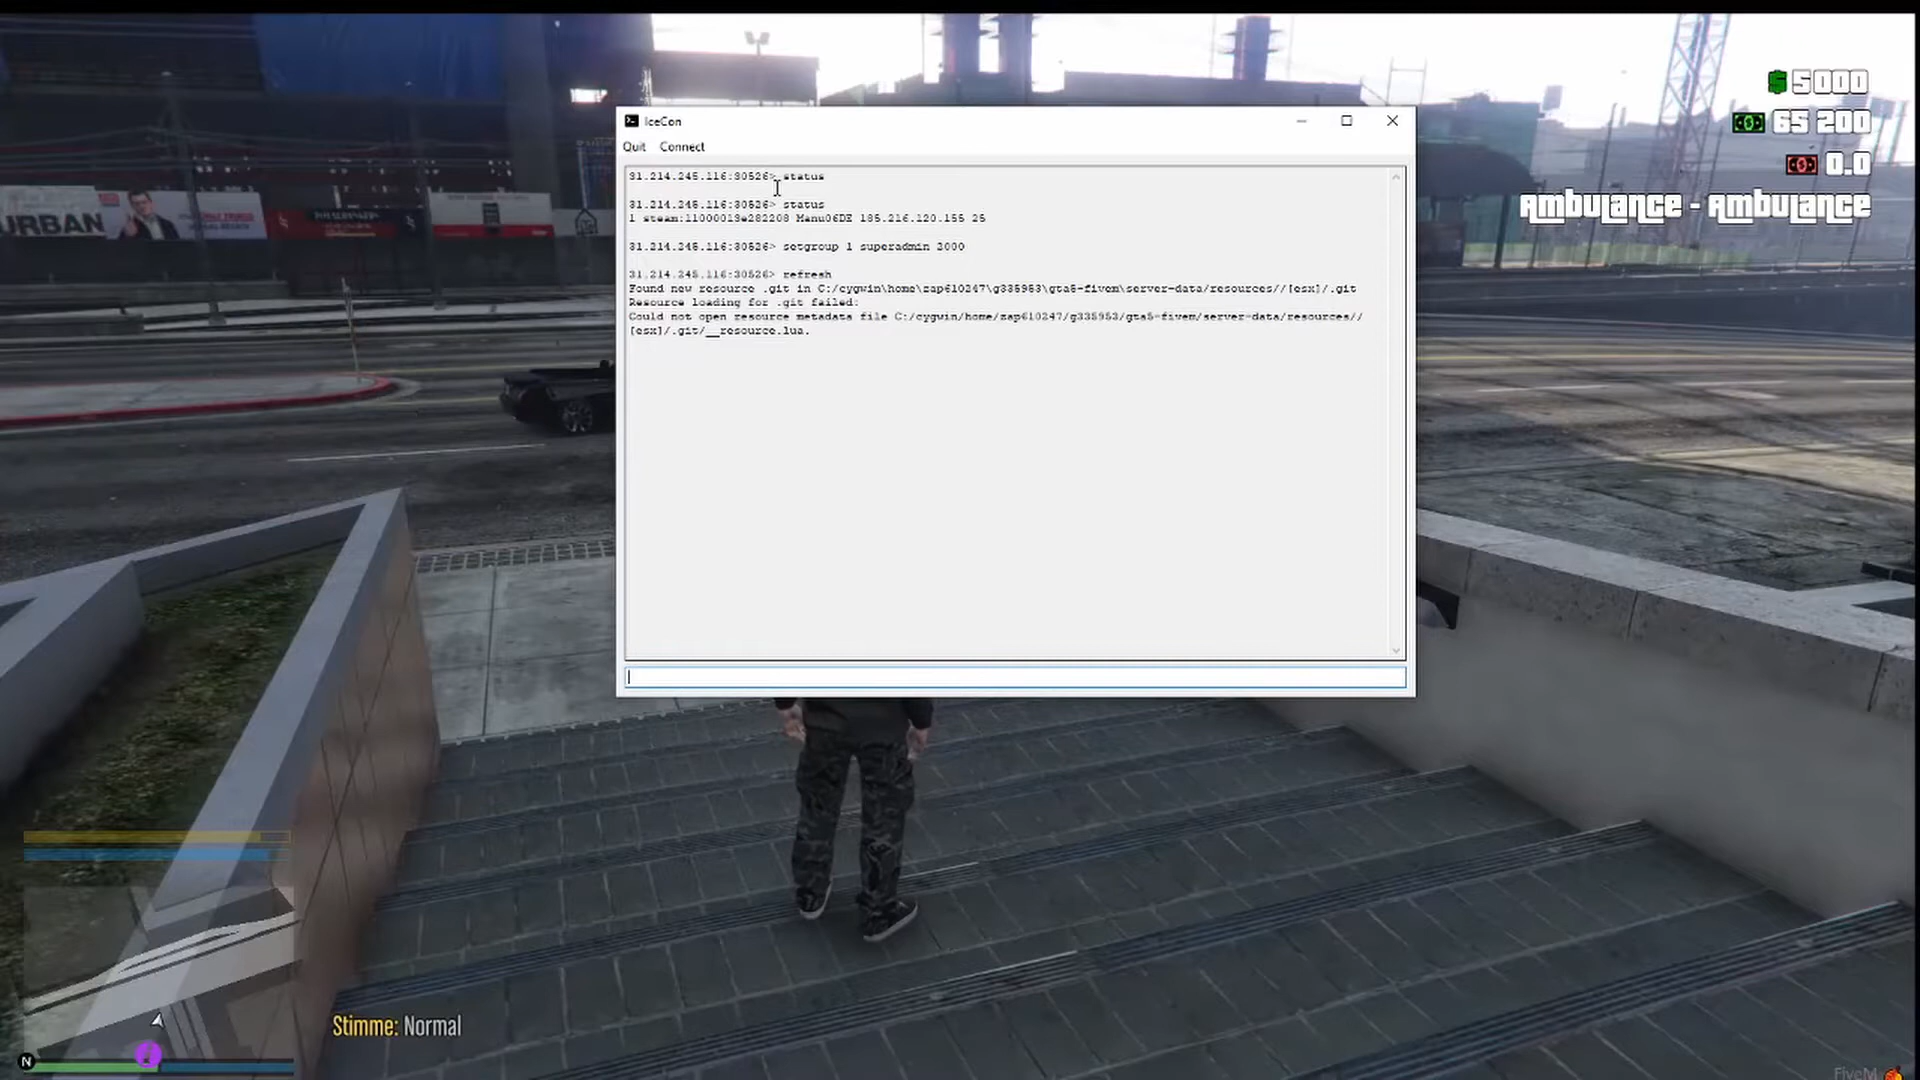 $ 5000
65 200
0.0
Ambulance - Ambulance
URBAN
IceCon
Quit Connect
31.214.245.116:30526> status
31.214.245.116:30526> status
1 steam:11000013e282208 Manu06DE 185.216.120.155 25
31.214.245.116:30526> setgroup 1 superadmin 2000
31.214.245.116:30526> refresh
Found new resource .git in C:/cygwin\home\zap610247\g335953\gta5-fivem\server-data/resources//[esx]/.git
Resource loading for .git failed:
Could not open resource metadata file C:/cygwin/home/zap610247/g335953/gta5-fivem/server-data/resources//
[esx]/.git/__resource.lua.
Stimme: Normal
N
FiveM